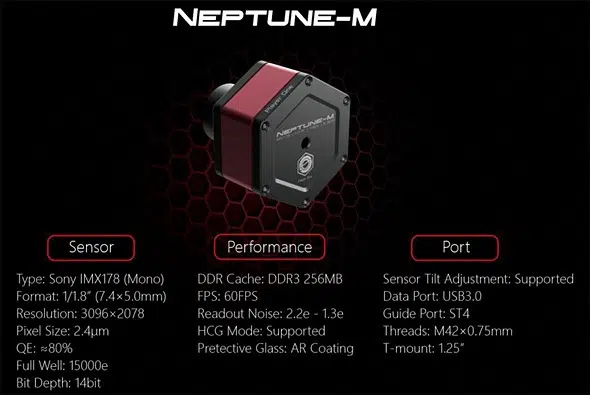 NEPTUNE-M
Player One
NEPTUNE-M
Sensor
Type: Sony IMX178 (Mono)
Format: 1/1.8” (7.4×5.0mm)
Resolution: 3096×2078
Pixel Size: 2.4μm
QE: ≈80%
Full Well: 15000e
Bit Depth: 14bit
Performance
DDR Cache: DDR3 256MB
FPS: 60FPS
Readout Noise: 2.2e - 1.3e
HCG Mode: Supported
Pretective Glass: AR Coating
Port
Sensor Tilt Adjustment: Supported
Data Port: USB3.0
Guide Port: ST4
Threads: M42×0.75mm
T-mount: 1.25”